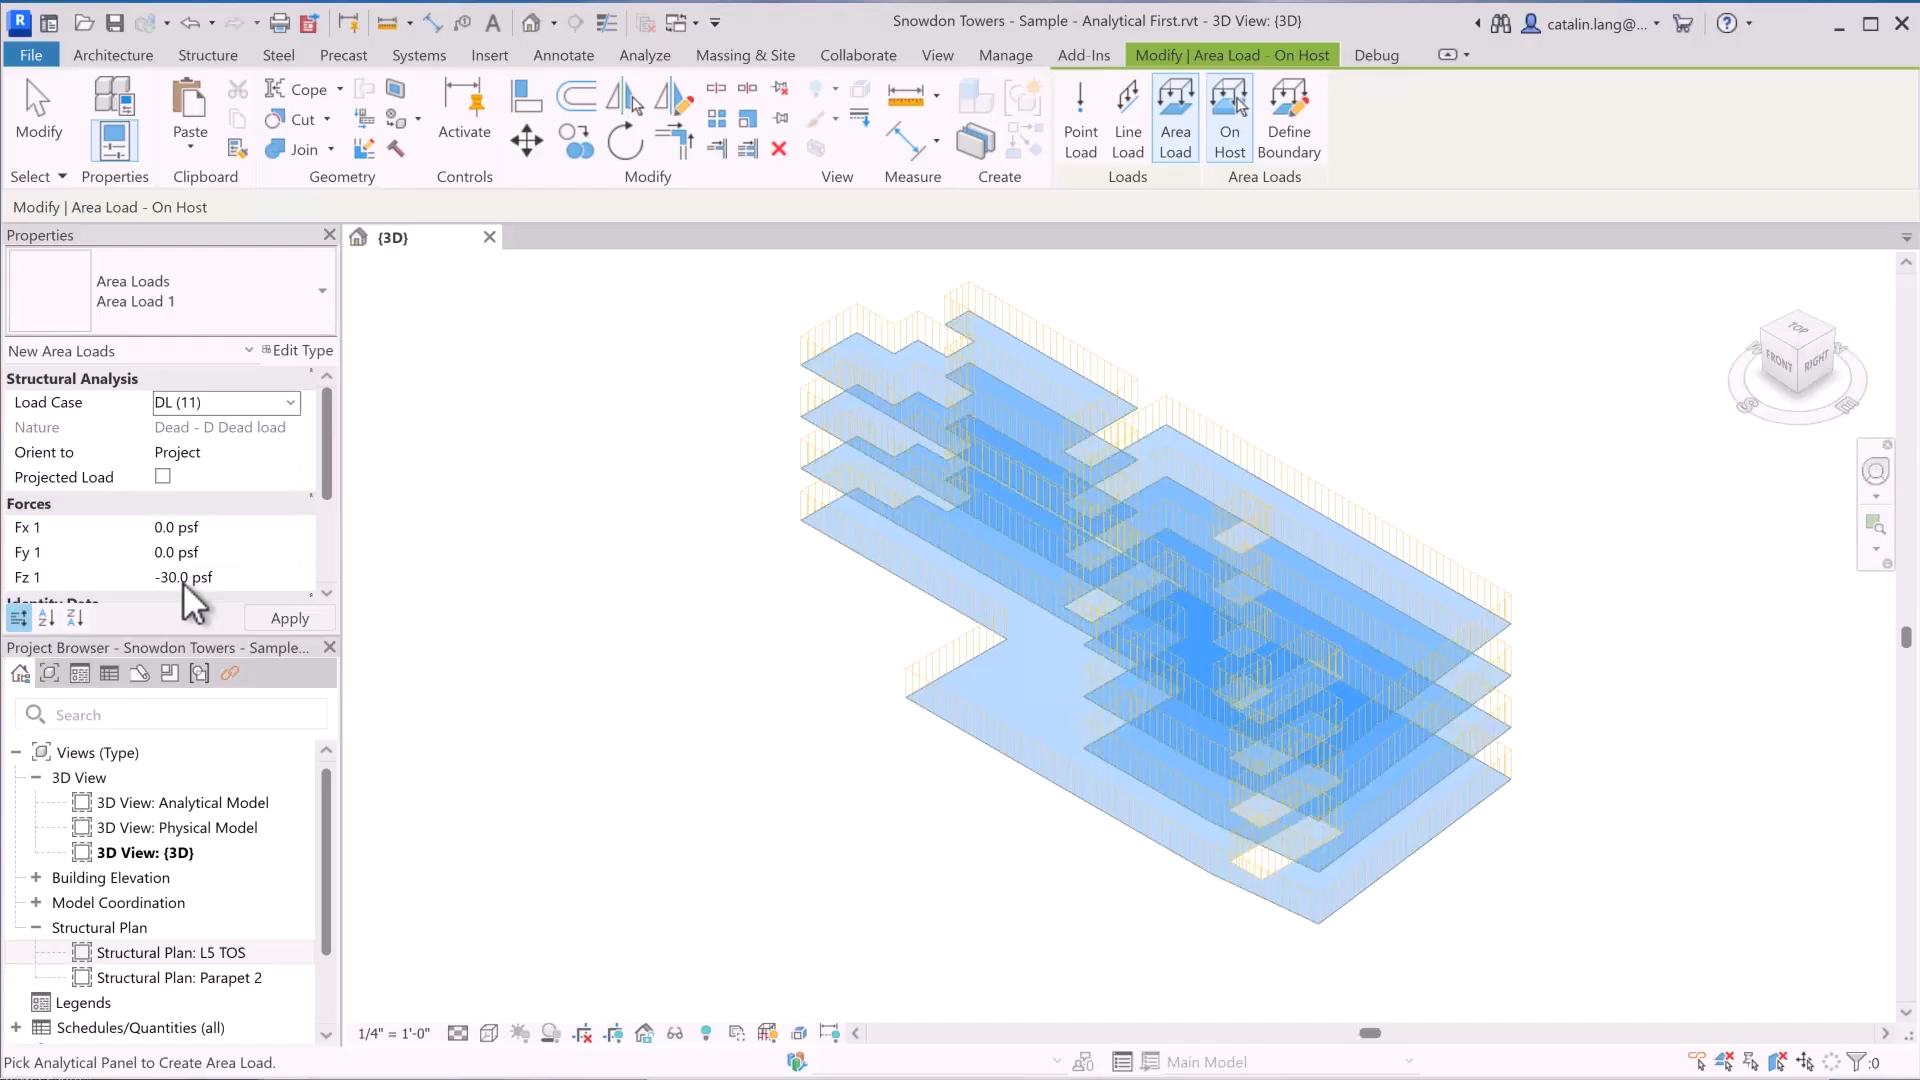 Snowdon Towers - Sample - Analytical First.rvt - 3D View: {3D}
catalin.lang@...
File
Architecture
Structure
Steel
Precast
Systems
Insert
Annotate
Analyze
Massing & Site
Collaborate
View
Manage
Add-Ins
Modify | Area Load - On Host
Debug
Modify
Paste
Cope
Cut
Join
Activate
Point Load
Line Load
Area Load
On Host
Define Boundary
Select
Properties
Clipboard
Geometry
Controls
Modify
View
Measure
Create
Loads
Area Loads
Modify | Area Load - On Host
Properties
{3D}
Area Loads
Area Load 1
New Area Loads
Edit Type
Structural Analysis
Load Case DL (11)
Nature Dead - D Dead load
Orient to Project
Projected Load
Forces
Fx 1 0.0 psf
Fy 1 0.0 psf
Fz 1 -30.0 psf
Identity Data
Apply
Project Browser - Snowdon Towers - Sample...
Search
Views (Type)
3D View
3D View: Analytical Model
3D View: Physical Model
3D View: {3D}
Building Elevation
Model Coordination
Structural Plan
Structural Plan: L5 TOS
Structural Plan: Parapet 2
Legends
Schedules/Quantities (all)
TOP
FRONT
RIGHT
1/4" = 1'-0"
Pick Analytical Panel to Create Area Load.
Main Model
:0